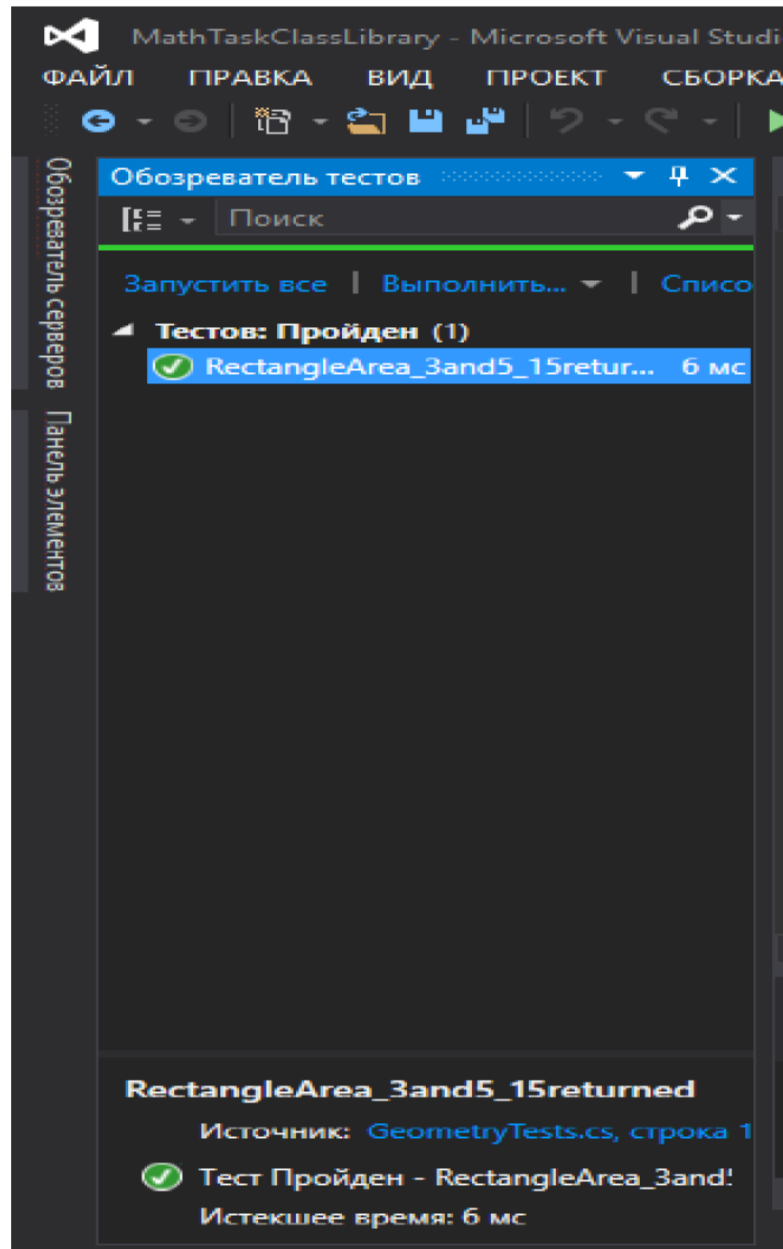 MathTaskClassLibrary - Microsoft Visual Studi
ФАЙЛ ПРАВКА ВИД ПРОЕКТ СБОРКА
Обозреватель серверов
Панель элементов
Обозреватель тестов
Поиск
Запустить все | Выполнить... | Списо
Тестов: Пройден (1)
RectangleArea_3and5_15retur... 6 мс
RectangleArea_3and5_15returned
Источник: GeometryTests.cs, строка 1
Тест Пройден - RectangleArea_3and
Истекшее время: 6 мс